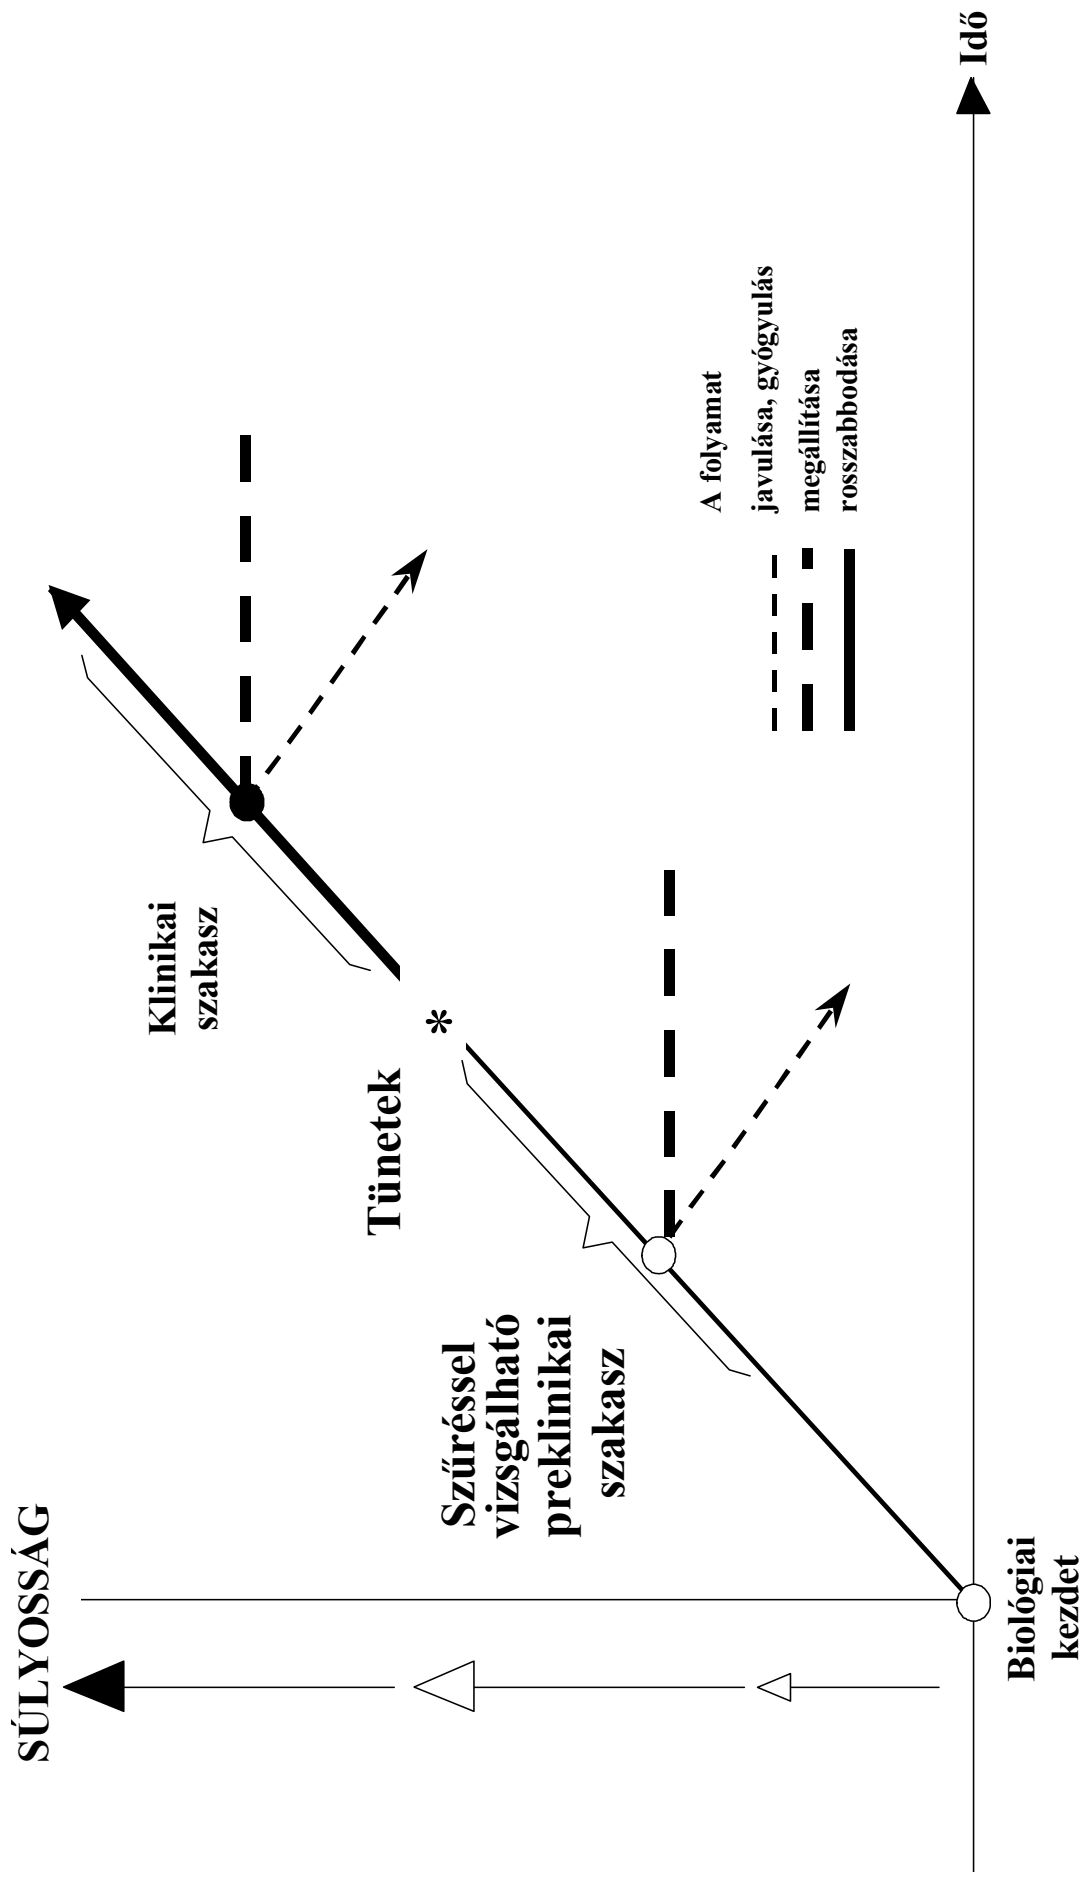 SÚLYOSSÁG
Klinikai
szakasz
Tünetek
*
Szűréssel
vizsgálható
preklinikai
szakasz
A folyamat
javulása, gyógyulás
megállítása
rosszabbodása
Idő
Biológiai
kezdet